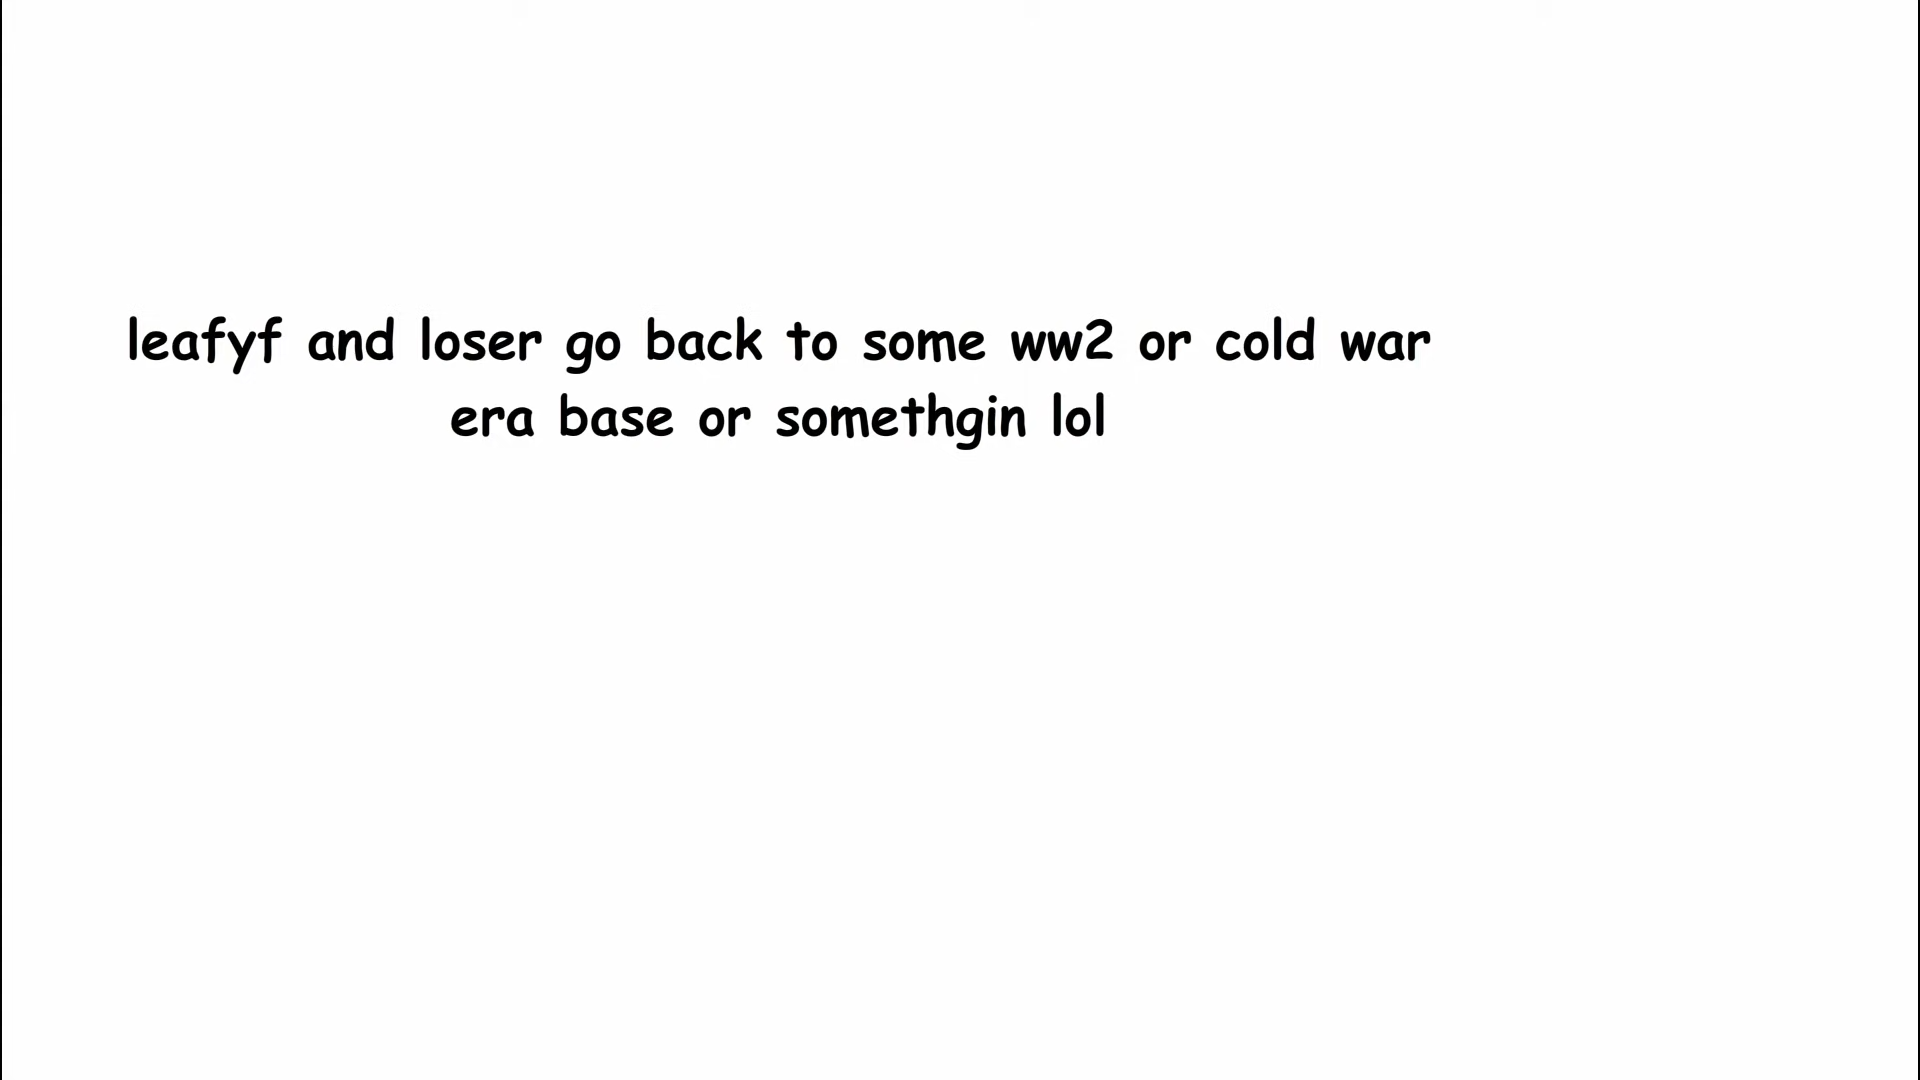 leafyf and loser go back to some ww2 or cold war
era base or somethgin lol